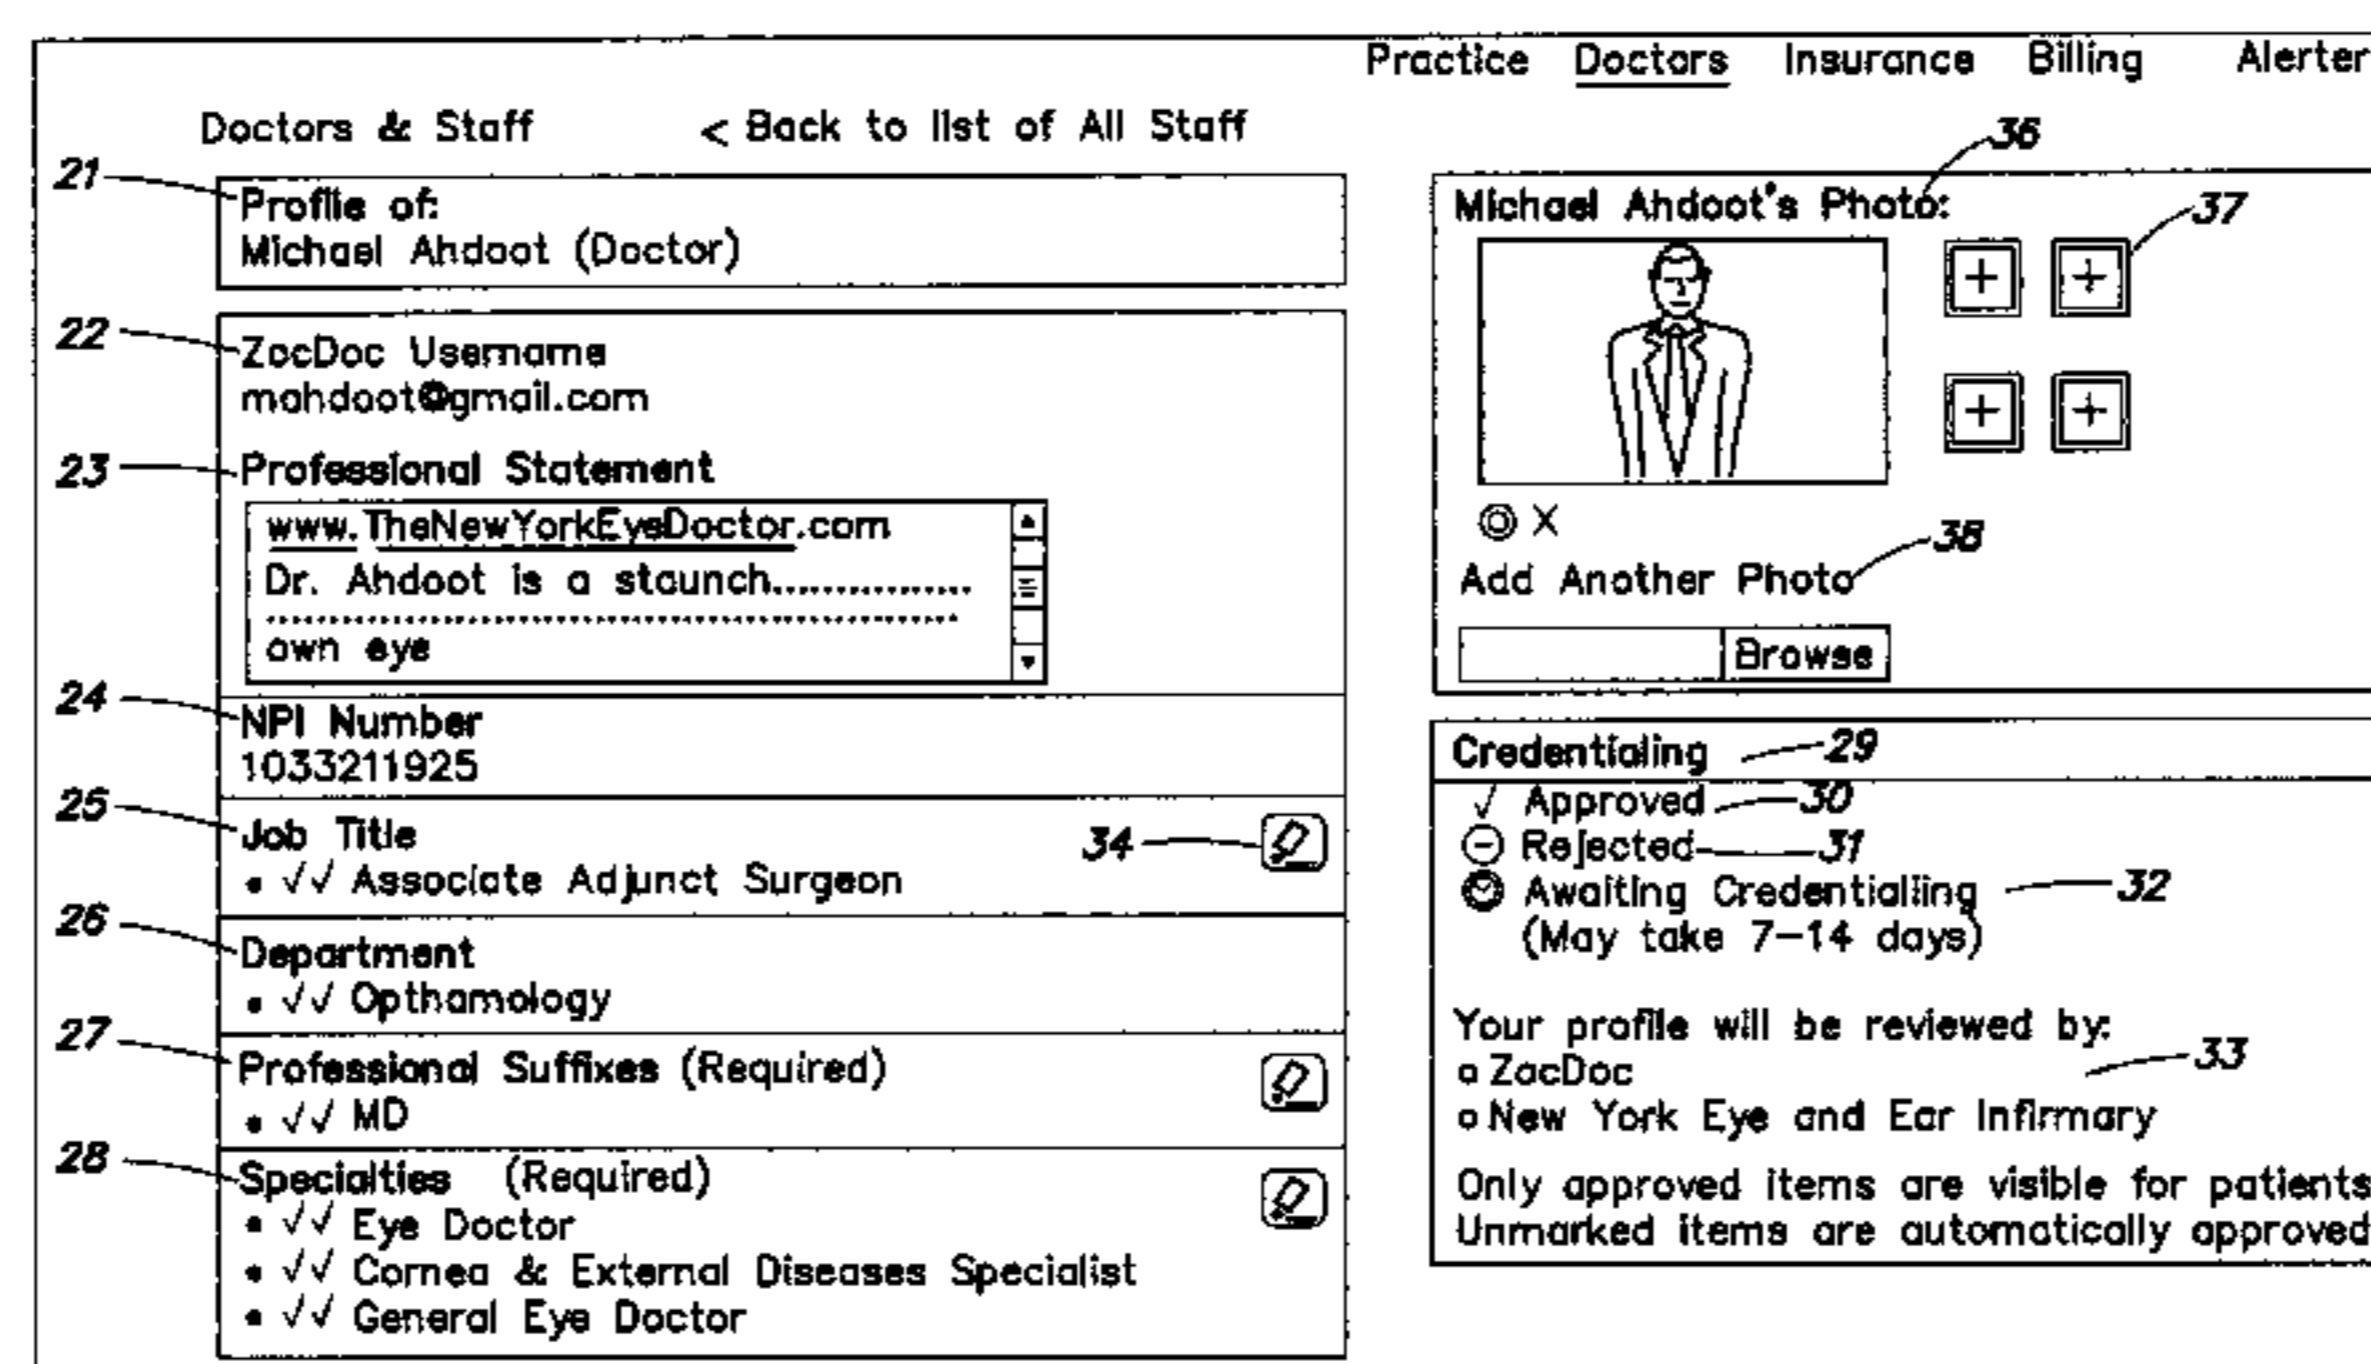 Practice Doctors Insurance Billing Alerter
Doctors & Staff < Back to list of All Staff
21
Profile of:
Michael Ahdoot (Doctor)
22
ZocDoc Username
mahdoot@gmail.com
23
Professional Statement
www.TheNewYorkEyeDoctor.com
Dr. Ahdoot is a staunch................
........................................................
own eye
24
NPI Number
1033211925
25
Job Title
34
• √√ Associate Adjunct Surgeon
26
Department
• √√ Opthamology
27
Professional Suffixes (Required)
• √√ MD
28
Specialties (Required)
• √√ Eye Doctor
• √√ Cornea & External Diseases Specialist
• √√ General Eye Doctor
36
Michael Ahdoot's Photo:
37
+ +
+ +
X
38
Add Another Photo
Browse
Credentialing 29
√ Approved 30
Rejected 31
Awaiting Credentialling 32
(May take 7-14 days)
Your profile will be reviewed by:
33
o ZocDoc
o New York Eye and Ear Infirmary
Only approved items are visible for patients
Unmarked items are automatically approved